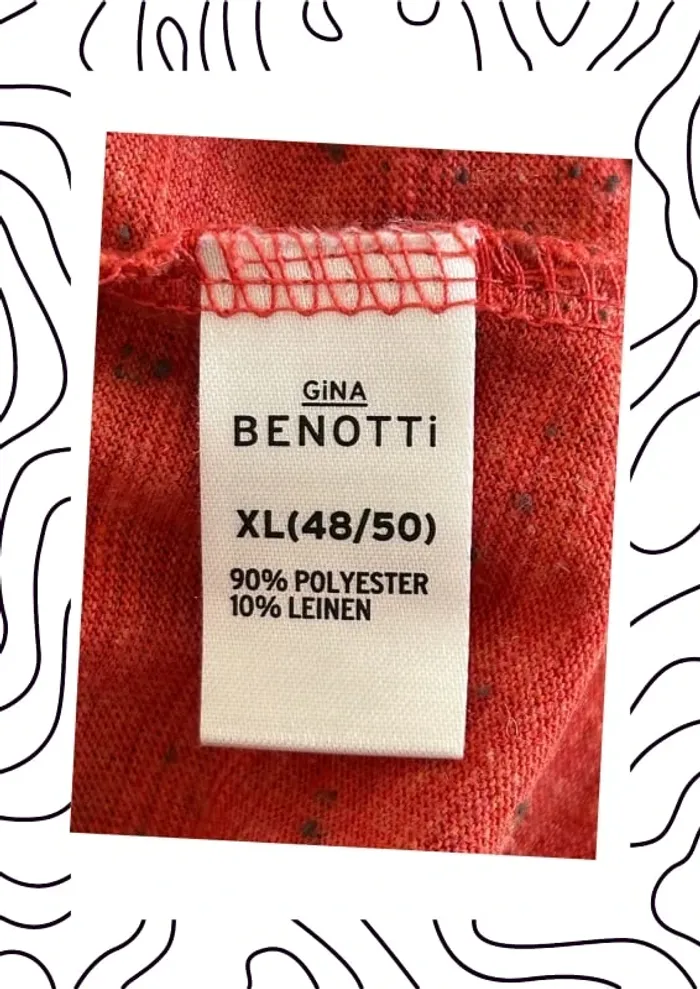 GiNA
BENOTTi
XL(48/50)
90% POLYESTER
10% LEINEN